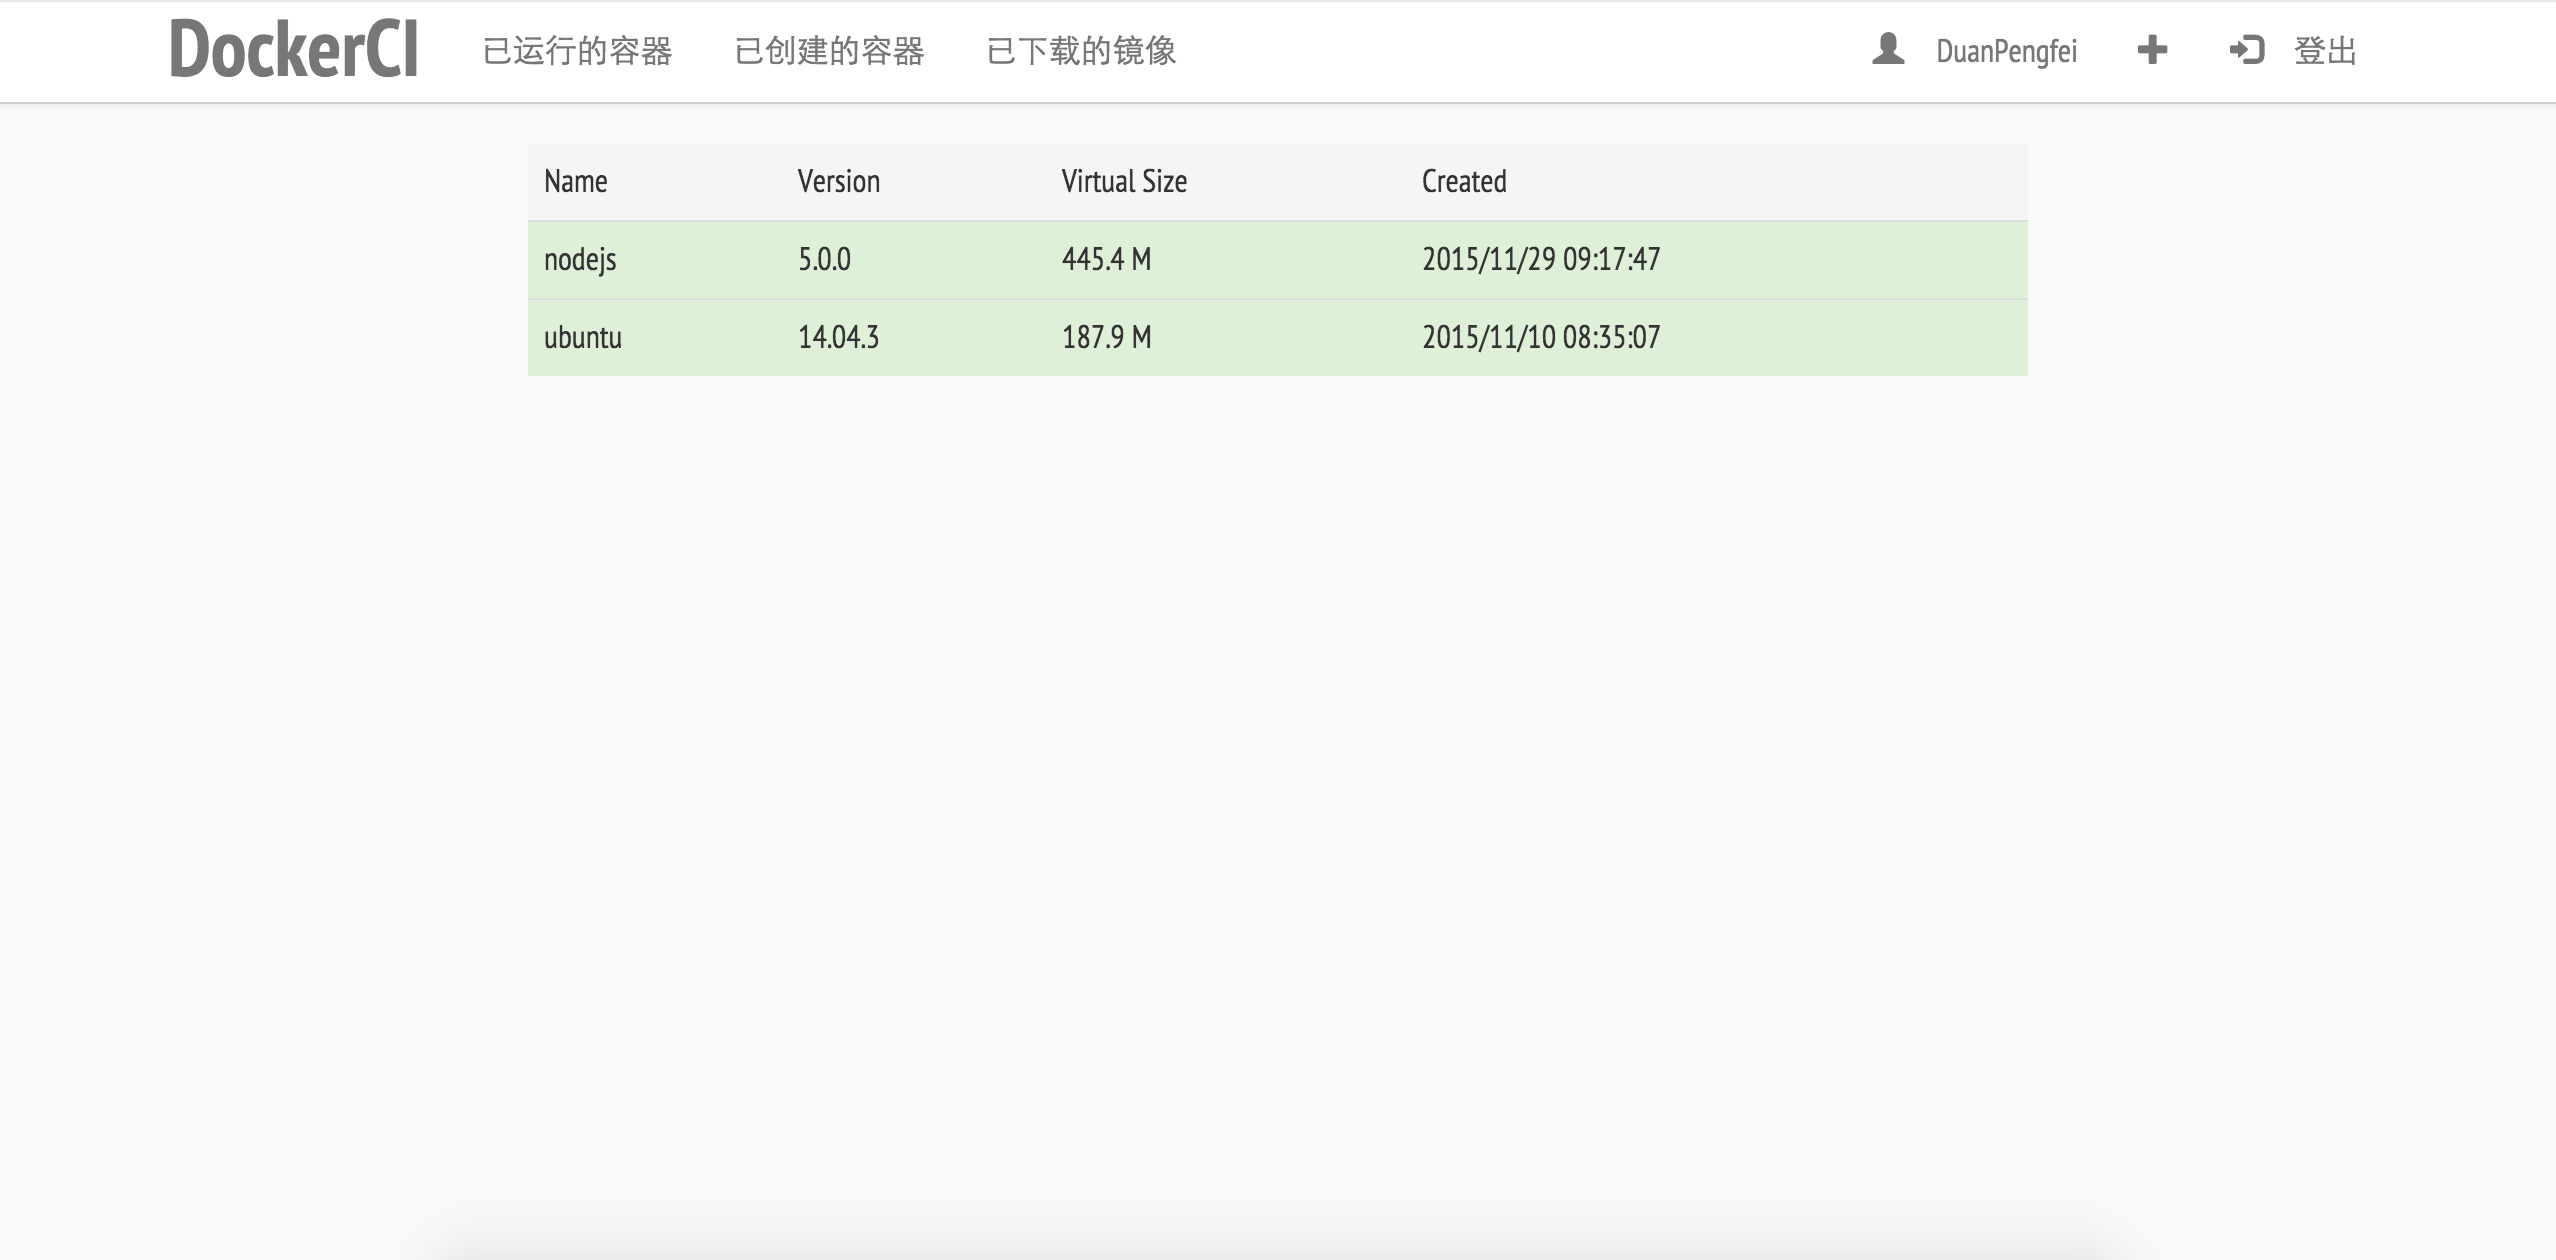 DockerCI 已运行的容器 已创建的容器 已下载的镜像 DuanPengfei 登出
Name Version Virtual Size Created
nodejs 5.0.0 445.4 M 2015/11/29 09:17:47
ubuntu 14.04.3 187.9 M 2015/11/10 08:35:07